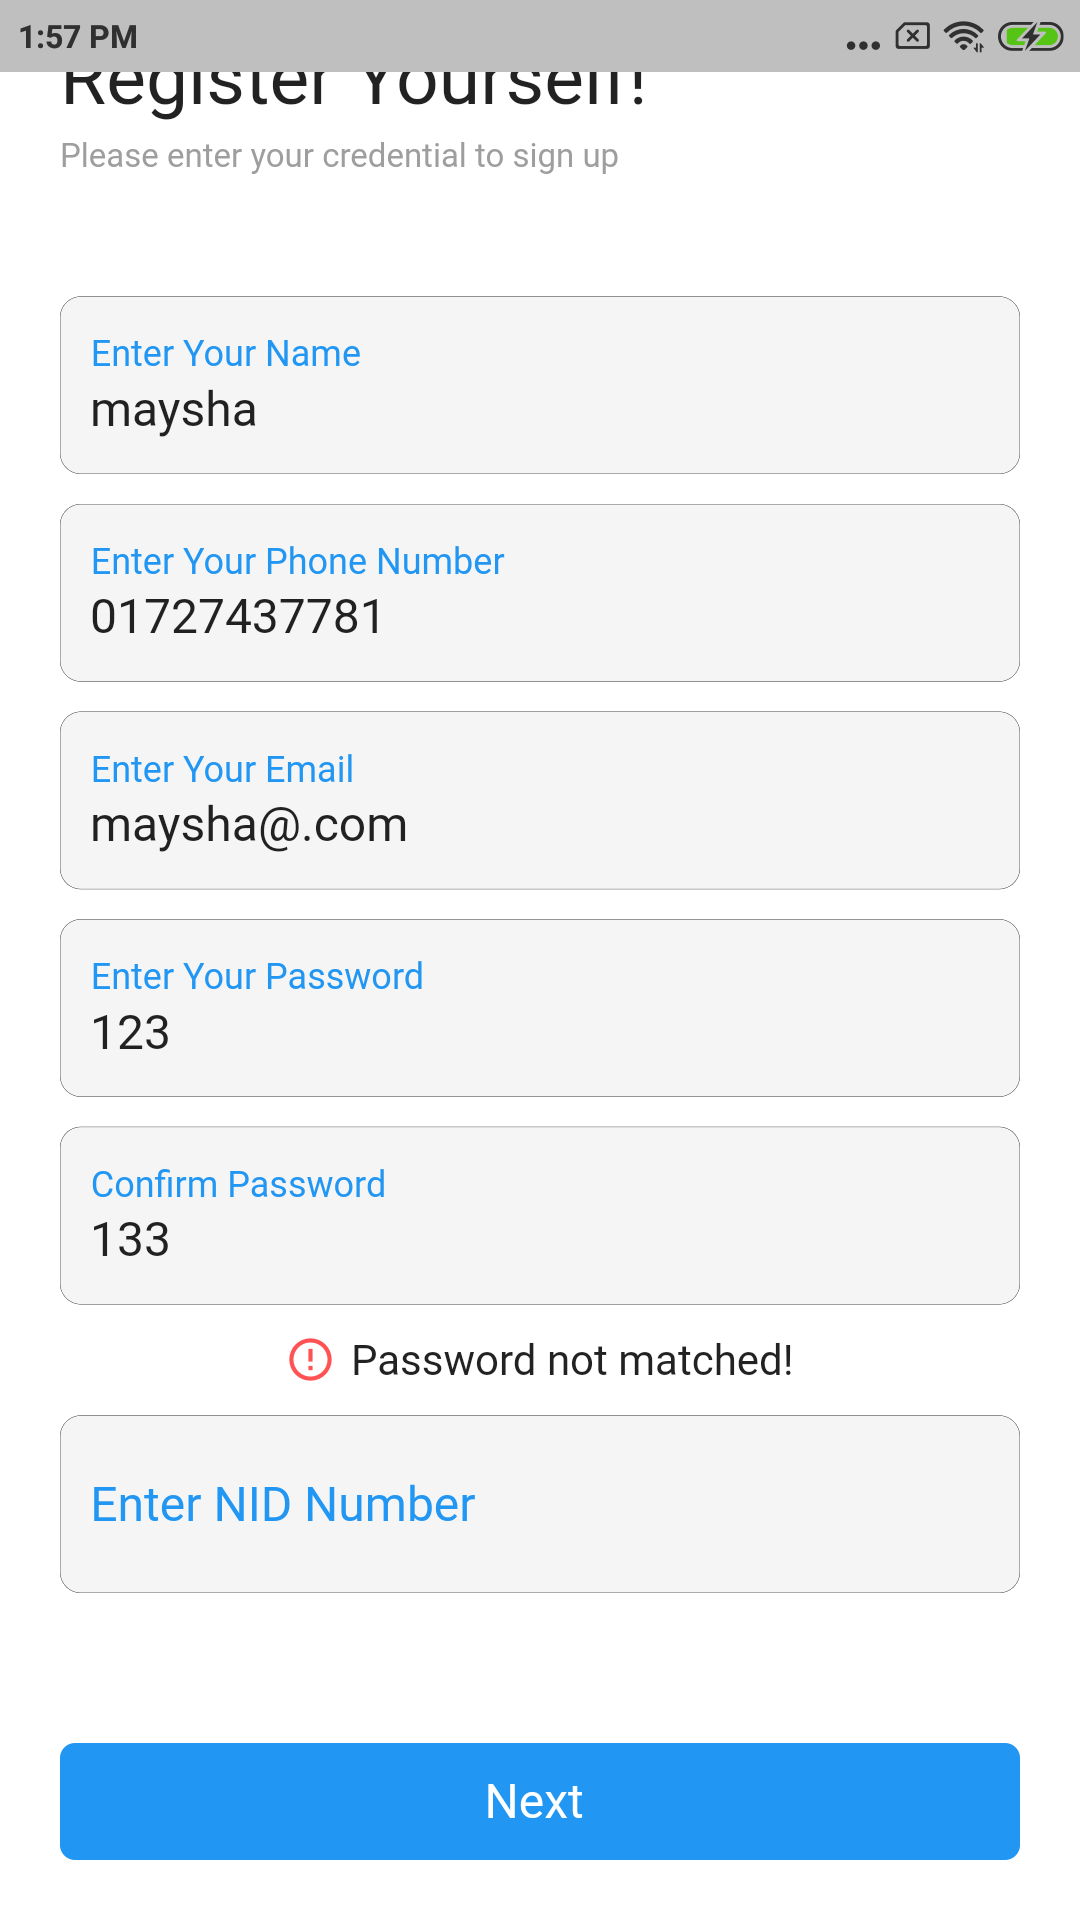 1:57 PM
Register Yourself!
Please enter your credential to sign up
Enter Your Name
maysha
Enter Your Phone Number
01727437781
Enter Your Email
maysha@.com
Enter Your Password
123
Confirm Password
133
Password not matched!
Enter NID Number
Next